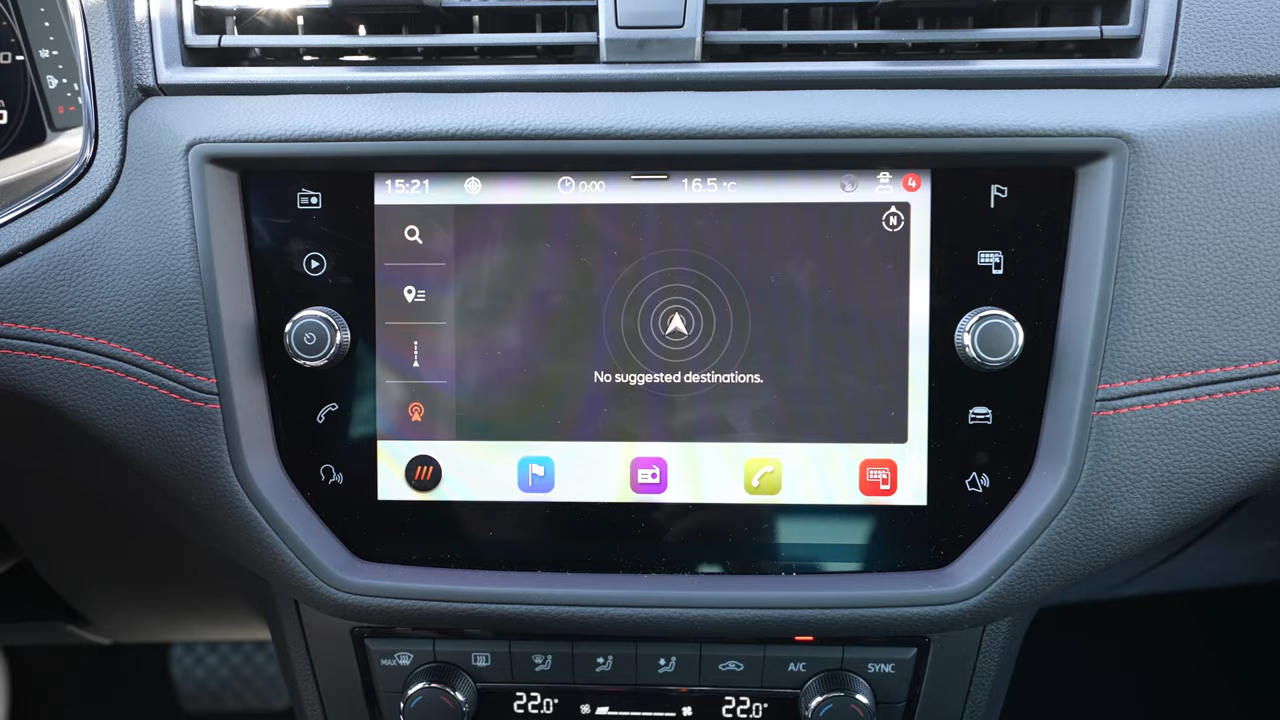 15:21 0:00 16.5 °C 4
N
No suggested destinations.
MAX A/C SYNC
22.0° 22.0°